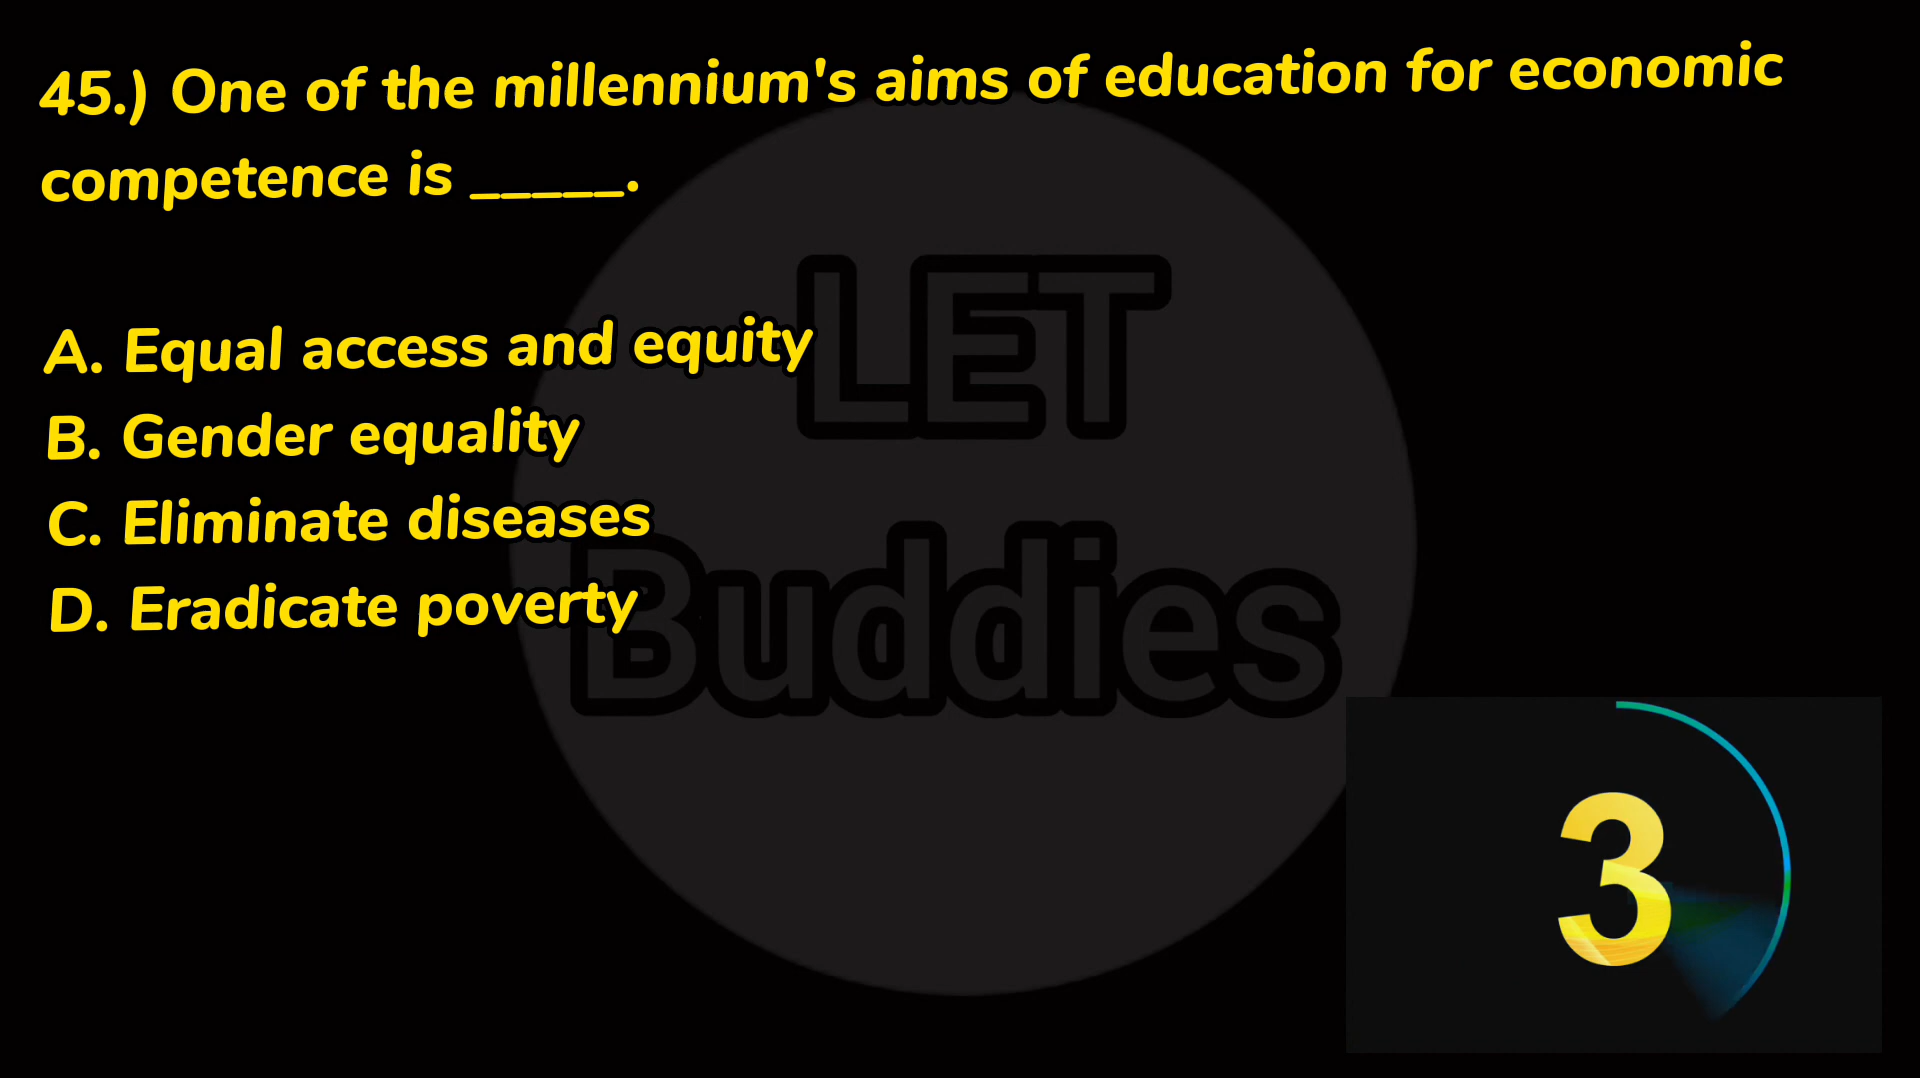 45.) One of the millennium's aims of education for economic
competence is _____.
A. Equal access and equity
B. Gender equality
C. Eliminate diseases
D. Eradicate poverty
LET
Buddies
3